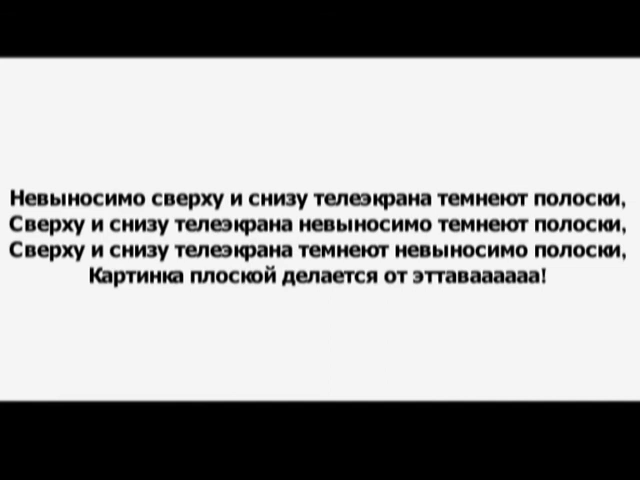 Невыносимо сверху и снизу телеэкрана темнеют полоски,
Сверху и снизу телеэкрана невыносимо темнеют полоски,
Сверху и снизу телеэкрана темнеют невыносимо полоски,
Картинка плоской делается от эттаваааааа!